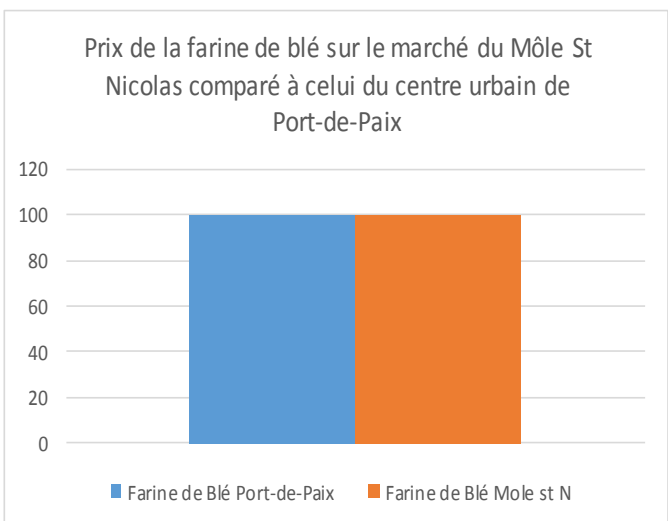 Prix de la farine de blé sur le marché du Môle St
Nicolas comparé à celui du centre urbain de
Port-de-Paix
120
100
80
60
40
20
0
Farine de Blé Port-de-Paix
Farine de Blé Mole st N